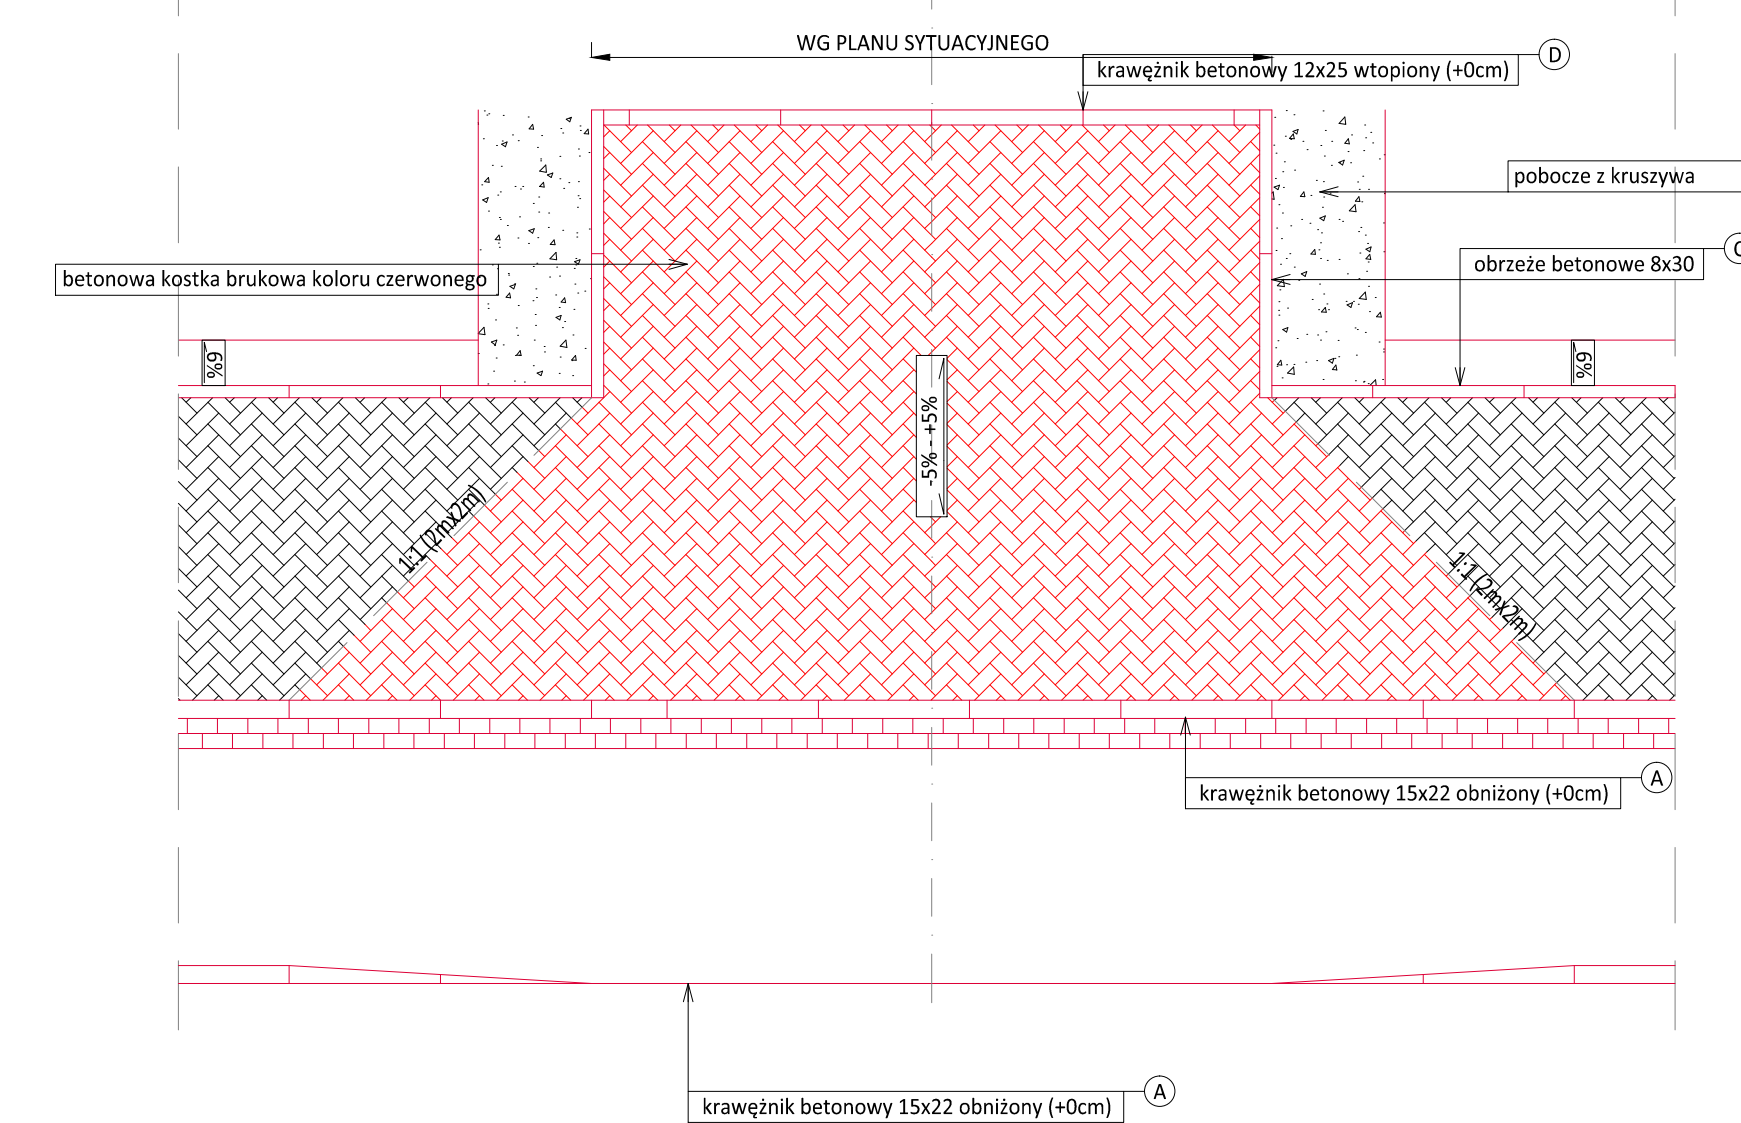 WG PLANU SYTUACYJNEGO
D
krawężnik betonowy 12x25 wtopiony (+0cm)
pobocze z kruszywa
C
obrzeże betonowe 8x30
betonowa kostka brukowa koloru czerwonego
6%
6%
-5% - +5%
1:1 (2mx2m)
1:1 (2mx2m)
A
krawężnik betonowy 15x22 obniżony (+0cm)
A
krawężnik betonowy 15x22 obniżony (+0cm)